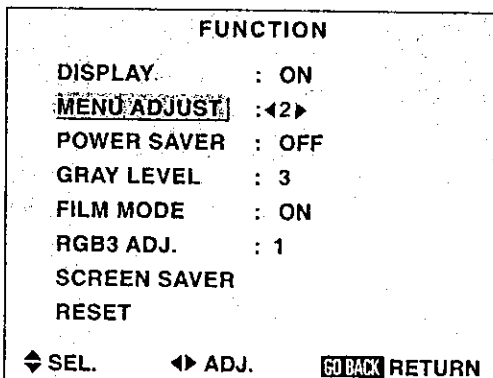 FUNCTION
DISPLAY. : ON
MENU ADJUST :◀2▶
POWER SAVER : OFF
GRAY LEVEL : 3
FILM MODE : ON
RGB3 ADJ. : 1
SCREEN SAVER
RESET
SEL. ADJ. GO BACK RETURN